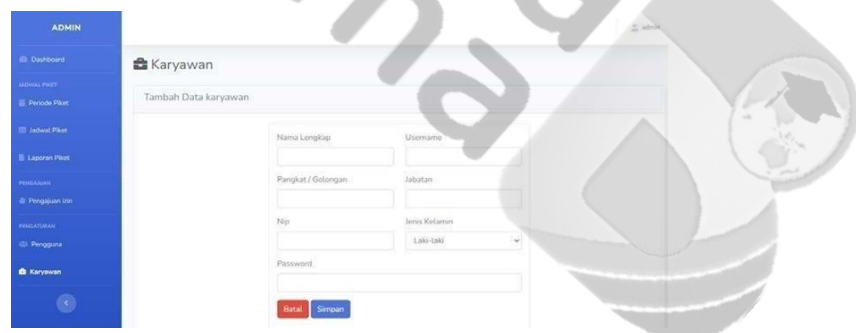 ADMIN
admin
Dashboard
Karyawan
JADWAL PIKET
Periode Piket
Tambah Data karyawan
Jadwal Piket
Laporan Piket
Nama Lengkap
Username
Pangkat / Golongan
Jabatan
PENGAJUAN
Pengajuan Izin
Nip
Jenis Kelamin
PENGATURAN
Laki-laki
Pengguna
Password
Karyawan
Batal
Simpan